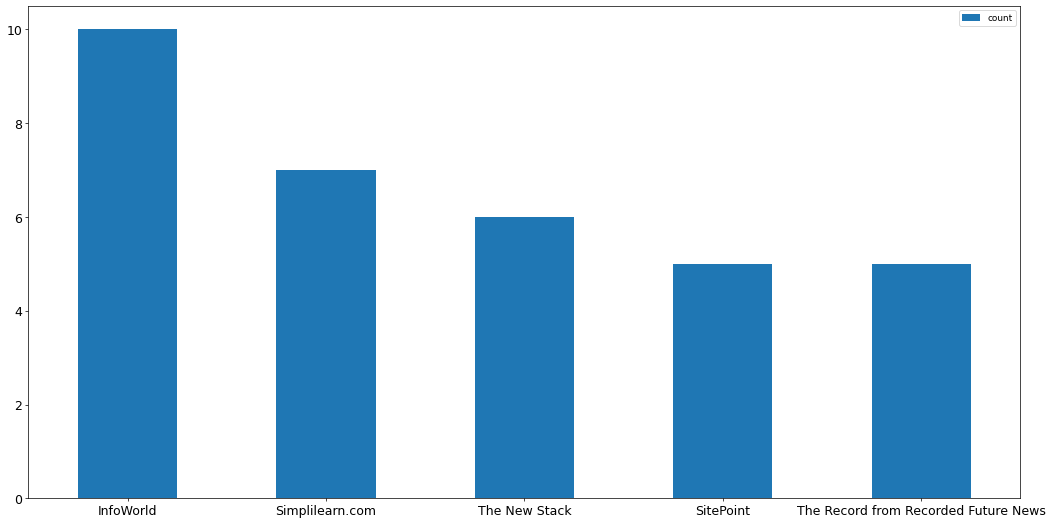 count
10
8
6
4
2
0
InfoWorld
Simplilearn.com
The New Stack
SitePoint
The Record from Recorded Future News